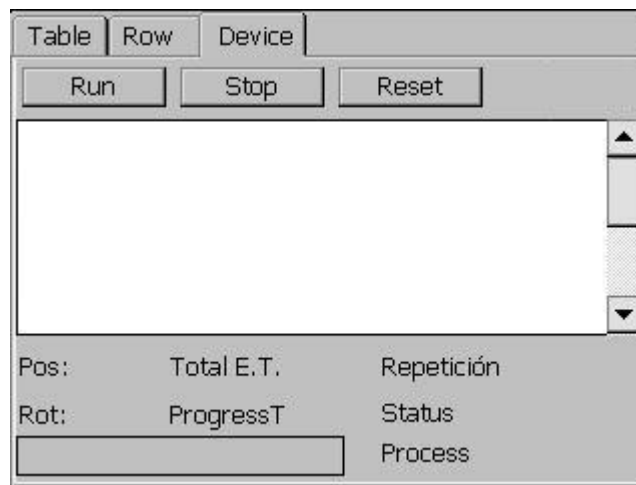 Table Row Device
Run Stop Reset
Pos: Total E.T. Repetición
Rot: ProgressT Status
Process